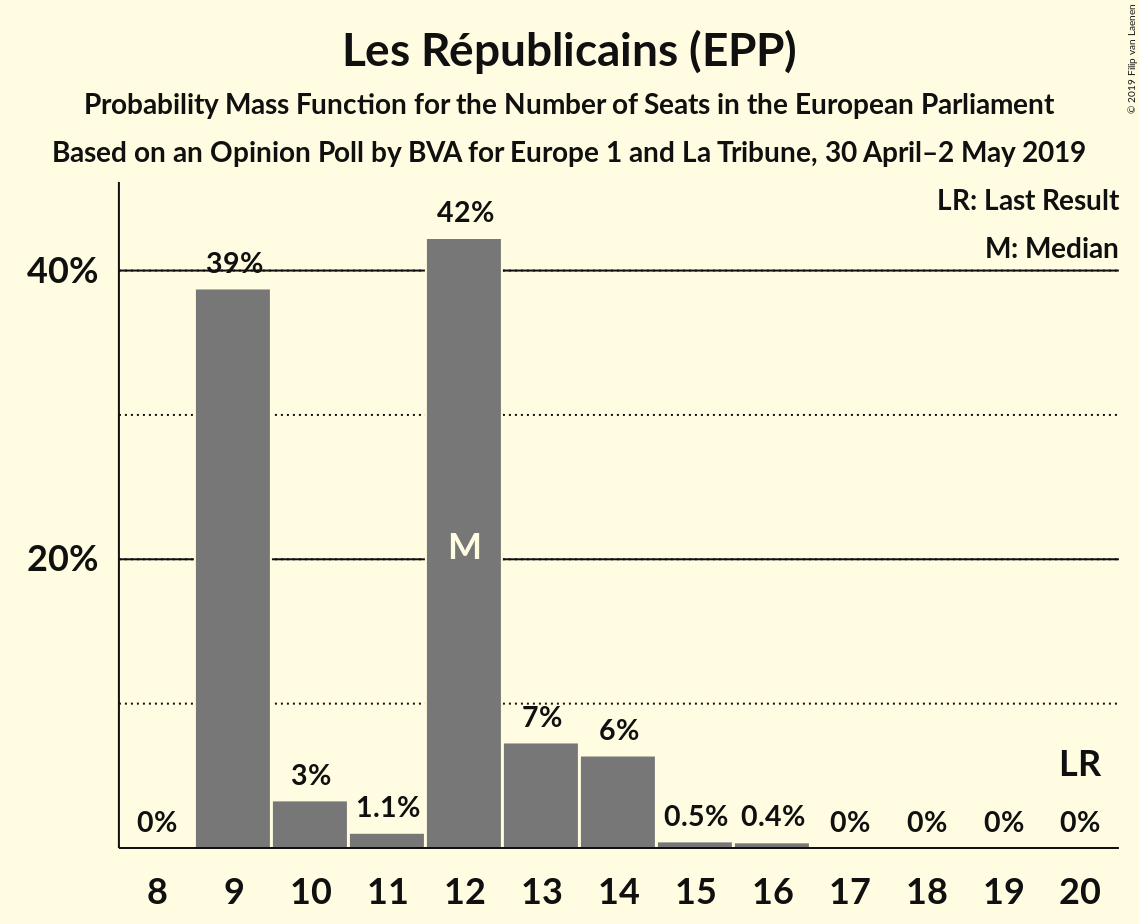 Les Républicains (EPP)
Probability Mass Function for the Number of Seats in the European Parliament
Based on an Opinion Poll by BVA for Europe 1 and La Tribune, 30 April–2 May 2019
© 2019 Filip van Laenen
LR: Last Result
M: Median
40%
20%
0%
39%
3%
1.1%
42%
M
7%
6%
0.5%
0.4%
0%
0%
0%
LR
0%
8 9 10 11 12 13 14 15 16 17 18 19 20